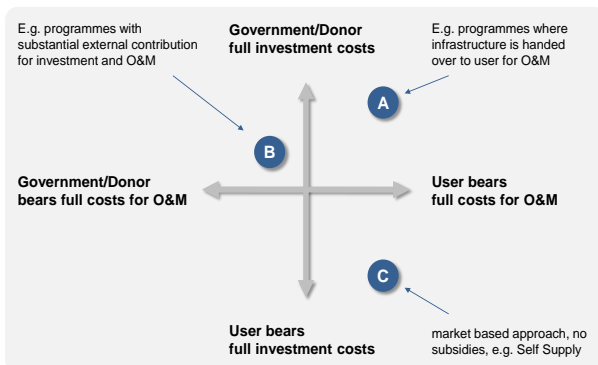 E.g. programmes with
substantial external contribution
for investment and O&M
Government/Donor
full investment costs
E.g. programmes where
infrastructure is handed
over to user for O&M
A
B
Government/Donor
bears full costs for O&M
User bears
full costs for O&M
C
User bears
full investment costs
market based approach, no
subsidies, e.g. Self Supply